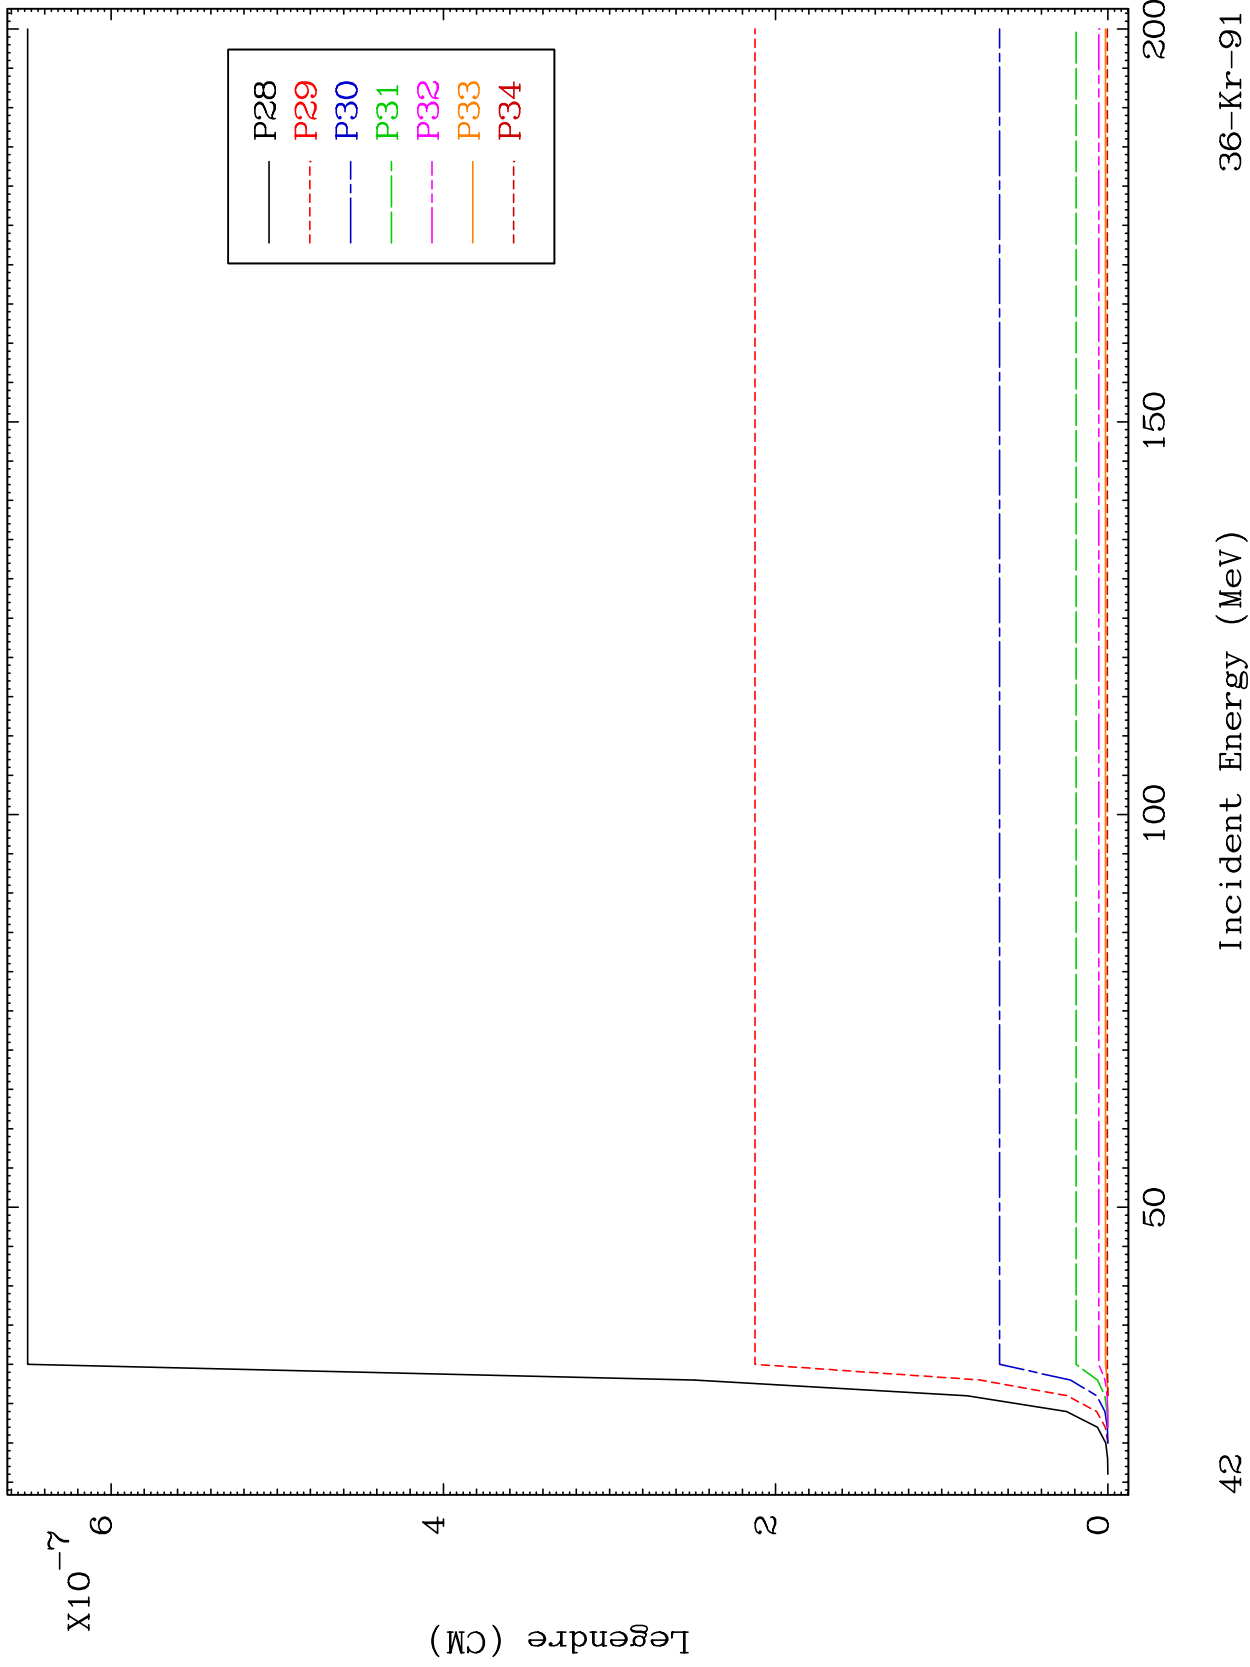 X10-7
6
4
2
0
Legendre (CM)
P28
P29
P30
P31
P32
P33
P34
50
100
150
200
Incident Energy (MeV)
42
36-Kr-91